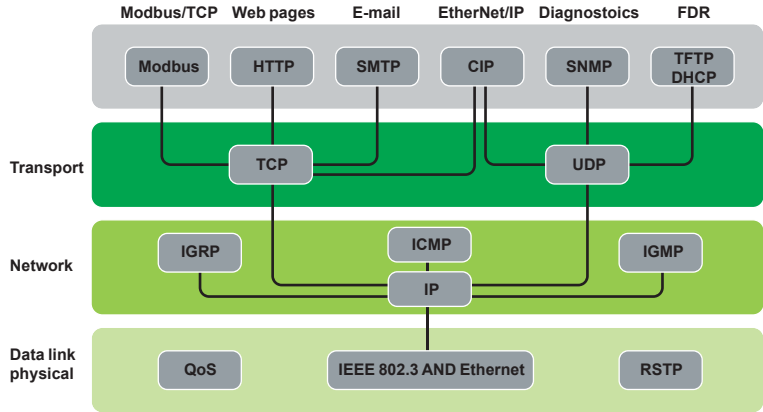 Modbus/TCP Web pages E-mail EtherNet/IP Diagnostoics FDR
Modbus HTTP SMTP CIP SNMP TFTP
DHCP
Transport TCP UDP
Network IGRP ICMP IGMP
IP
Data link
physical
QoS IEEE 802.3 AND Ethernet RSTP